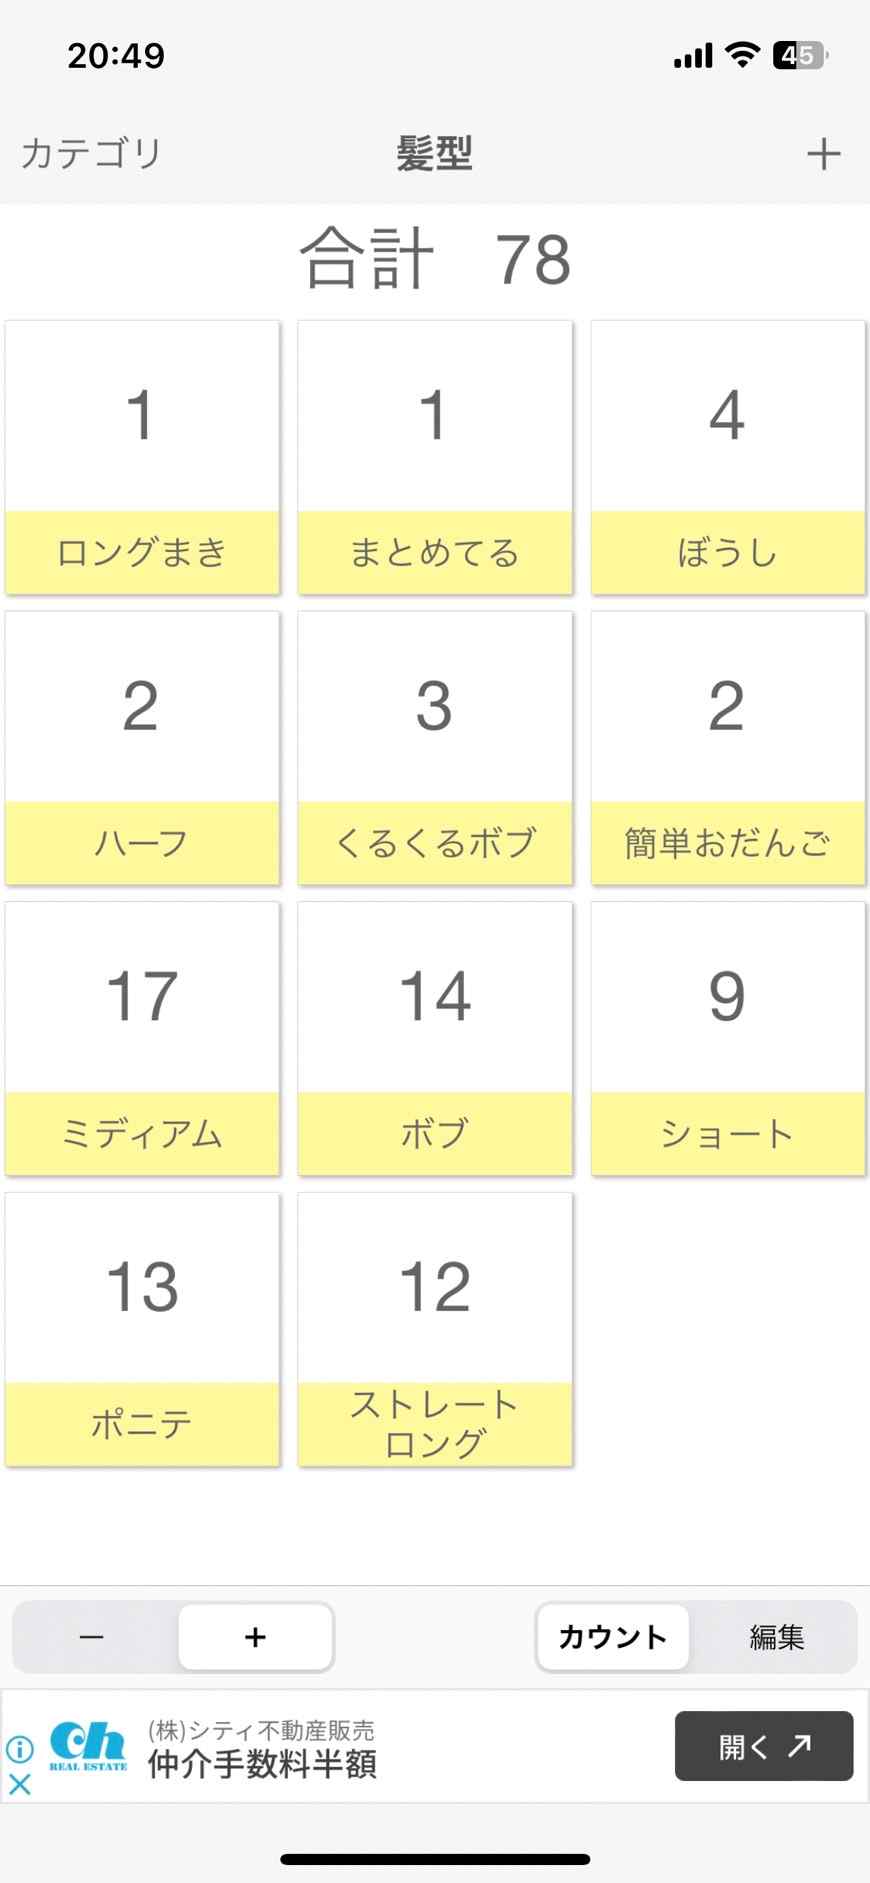 20:49
45
カテゴリ
髪型
+
合計 78
1
1
4
ロングまき
まとめてる
ぼうし
2
3
2
ハーフ
くるくるボブ
簡単おだんご
17
14
9
ミディアム
ボブ
ショート
13
12
ポニテ
ストレート
ロング
−
+
カウント
編集
(株)シティ不動産販売
仲介手数料半額
ch
REAL ESTATE
開く